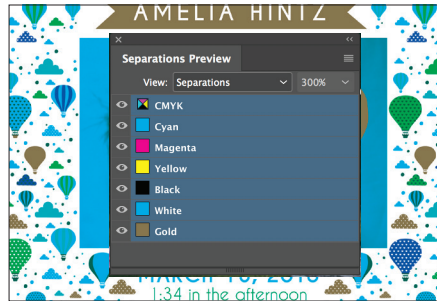 AMELIA HINTZ
Separations Preview
View: Separations 300%
CMYK
Cyan
Magenta
Yellow
Black
White
Gold
1:34 in the afternoon